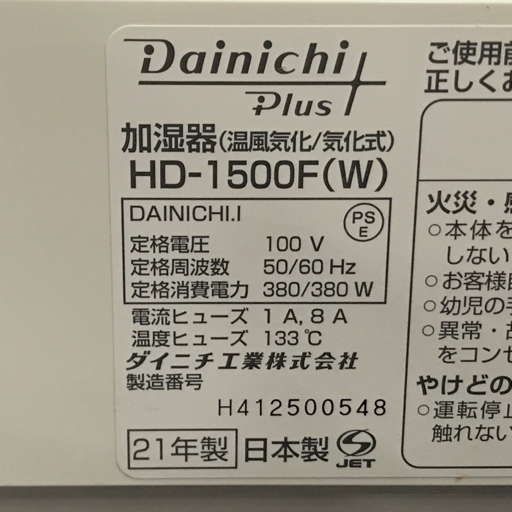 Dainichi
Plus
加湿器(温風気化/気化式)
HD-1500F(W)
DAINICHI.I
PS
E
定格電圧 100 V
定格周波数 50/60 Hz
定格消費電力 380/380 W
電流ヒューズ 1 A, 8 A
温度ヒューズ 133℃
ダイニチ工業株式会社
製造番号
H412500548
21年製 日本製 JET
ご使用前
正しくお
火災・感
○本体を
しない
○お客様自
○幼児の手
○異常・故
をコンセ
やけどの
○運転停止
触れない